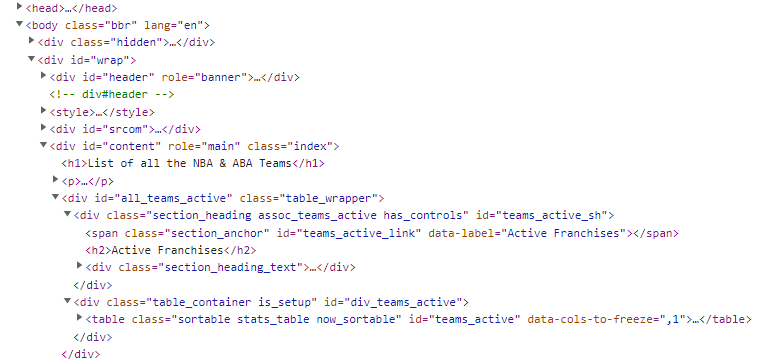 <head>…</head>
<body class="bbr" lang="en">
<div class="hidden">…</div>
<div id="wrap">
<div id="header" role="banner">…</div>
<!-- div#header -->
<style>…</style>
<div id="srcom">…</div>
<div id="content" role="main" class="index">
<h1>List of all the NBA & ABA Teams</h1>
<p>…</p>
<div id="all_teams_active" class="table_wrapper">
<div class="section_heading assoc_teams_active has_controls" id="teams_active_sh">
<span class="section_anchor" id="teams_active_link" data-label="Active Franchises"></span>
<h2>Active Franchises</h2>
<div class="section_heading_text">…</div>
</div>
<div class="table_container is_setup" id="div_teams_active">
<table class="sortable stats_table now_sortable" id="teams_active" data-cols-to-freeze=",1">…</table>
</div>
</div>